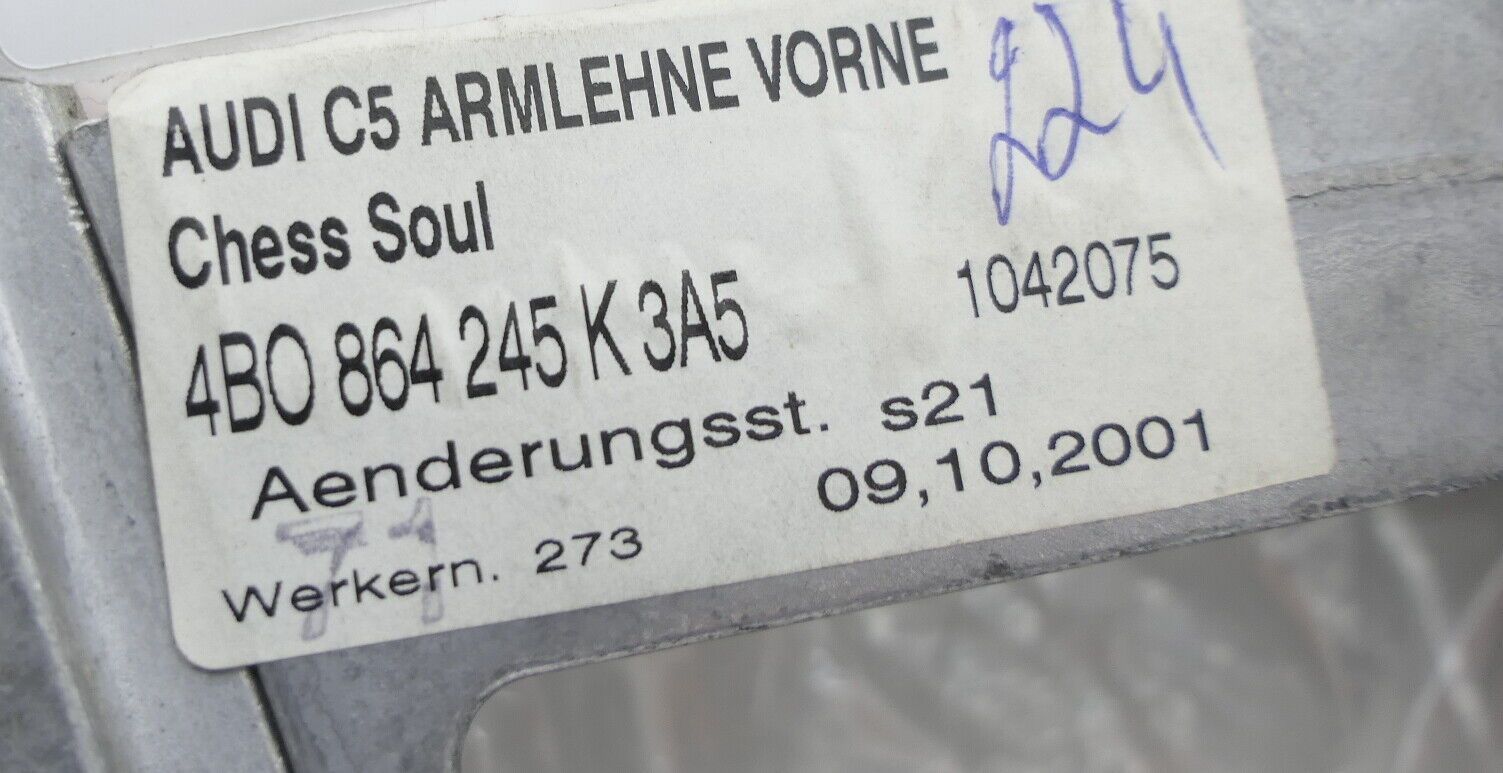 AUDI C5 ARMLEHNE VORNE
224
Chess Soul
4BO 864 245 K 3A5
1042075
Aenderungsst. s21
09,10,2001
71
Werkern. 273